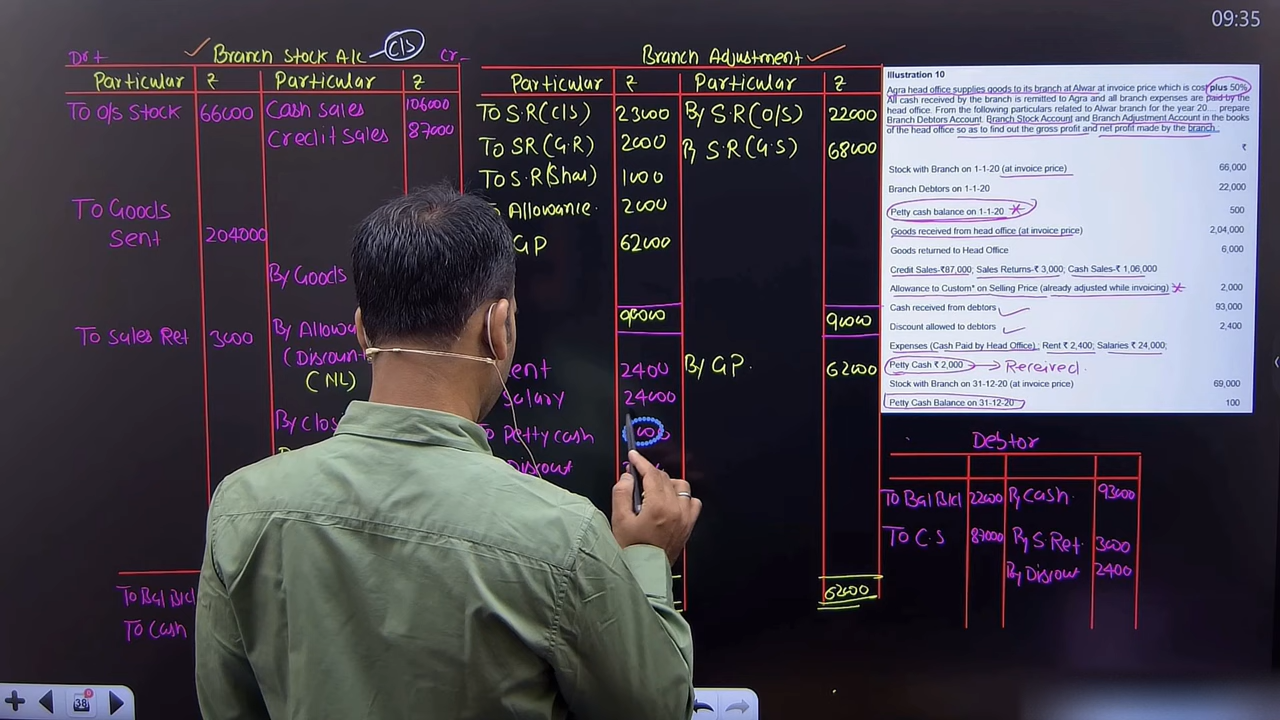 09:35
Dr +
Branch Stock A/c
C/S
Cr -
Particular ₹ Particular ₹
To O/s Stock 66000 Cash Sales 106000
Credit Sales 87000
To Goods
Sent 204000
By Goods
To Sales Ret 3000 By Allowa
(Discoun
(NL)
By Clos
To Bal B/d
To Cash
Branch Adjustment
Particular ₹ Particular ₹
To S.R (C/S) 23000 By S.R (O/S) 22000
To SR (G.R) 2000 By S.R (G.S) 68000
To S.R (Shor) 1000
Allowance 2000
GP 62000
90000 90000
ent 2400 By G.P. 62000
Salary 24000
To Petty cash
Discout
62000
Illustration 10
Agra head office supplies goods to its branch at Alwar at invoice price which is cost plus 50%.
All cash received by the branch is remitted to Agra and all branch expenses are paid by the
head office. From the following particulars related to Alwar branch for the year 20.... prepare
Branch Debtors Account, Branch Stock Account and Branch Adjustment Account in the books
of the head office so as to find out the gross profit and net profit made by the branch.
₹
Stock with Branch on 1-1-20 (at invoice price) 66,000
Branch Debtors on 1-1-20 22,000
Petty cash balance on 1-1-20 500
Goods received from head office (at invoice price) 2,04,000
Goods returned to Head Office 6,000
Credit Sales-₹87,000; Sales Returns-₹ 3,000; Cash Sales-₹ 1,06,000
Allowance to Custom* on Selling Price (already adjusted while invoicing) 2,000
Cash received from debtors 93,000
Discount allowed to debtors 2,400
Expenses (Cash Paid by Head Office) : Rent ₹ 2,400; Salaries ₹ 24,000;
Petty Cash ₹ 2,000 → Received.
Stock with Branch on 31-12-20 (at invoice price) 69,000
Petty Cash Balance on 31-12-20 100
Debtor
To Bal B/d 22000 By Cash. 93000
To C.S 87000 By S Ret. 3000
By Discout 2400
38